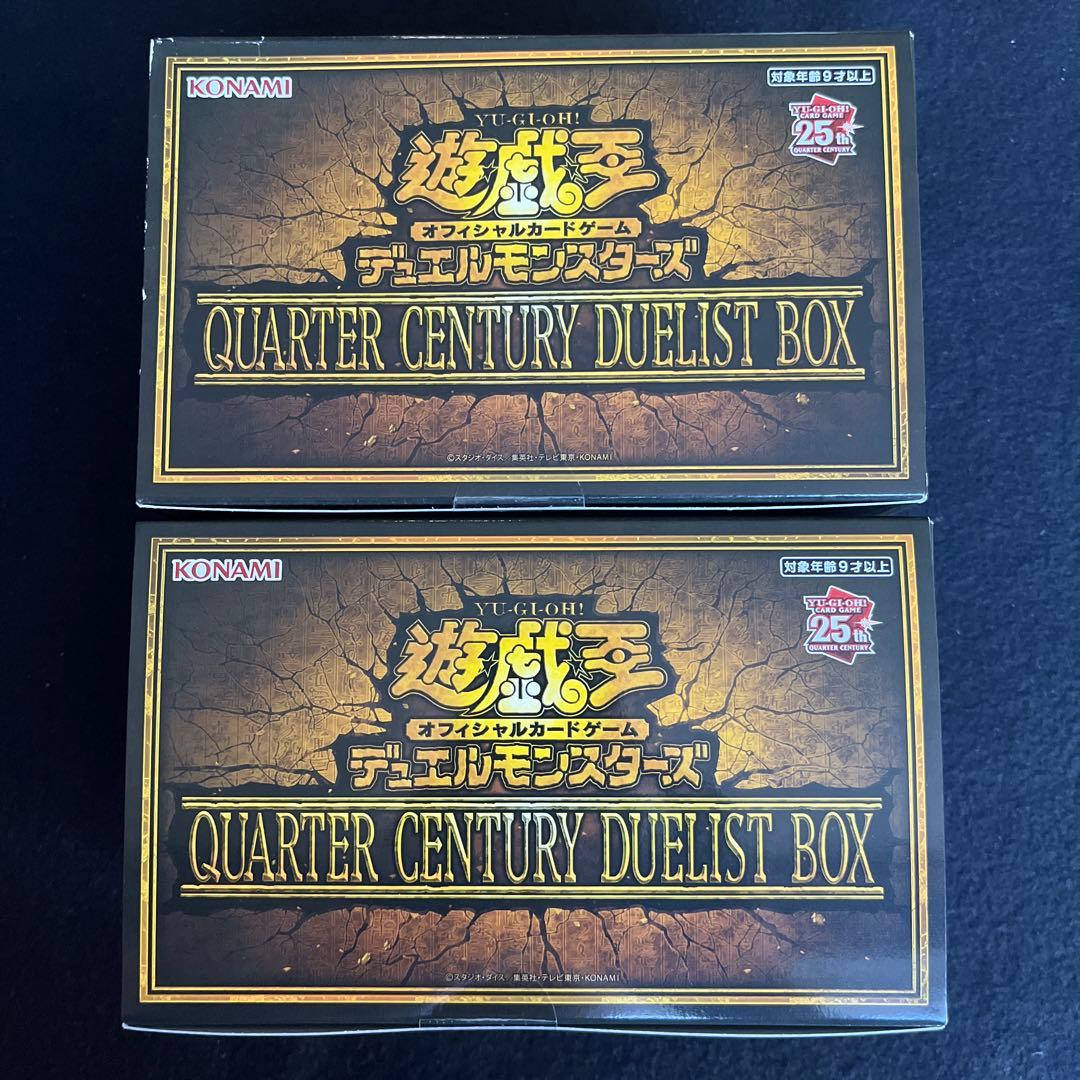 KONAMI
対象年齢9才以上
YU-GI-OH!
CARD GAME
25th
QUARTER CENTURY
YU-GI-OH!
遊戯王
オフィシャルカードゲーム
デュエルモンスターズ
QUARTER CENTURY DUELIST BOX
©スタジオ・ダイス/集英社・テレビ東京・KONAMI
KONAMI
対象年齢9才以上
YU-GI-OH!
CARD GAME
25th
QUARTER CENTURY
YU-GI-OH!
遊戯王
オフィシャルカードゲーム
デュエルモンスターズ
QUARTER CENTURY DUELIST BOX
©スタジオ・ダイス/集英社・テレビ東京・KONAMI